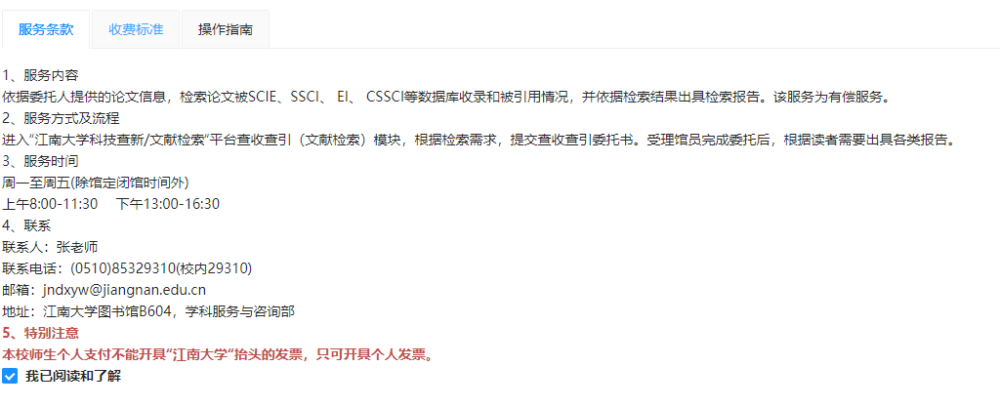 服务条款 收费标准 操作指南
1、服务内容
依据委托人提供的论文信息，检索论文被SCIE、SSCI、 EI、 CSSCI等数据库收录和被引用情况，并依据检索结果出具检索报告。该服务为有偿服务。
2、服务方式及流程
进入“江南大学科技查新/文献检索”平台查收查引（文献检索）模块，根据检索需求，提交查收查引委托书。受理馆员完成委托后，根据读者需要出具各类报告。
3、服务时间
周一至周五(除馆定闭馆时间外)
上午8:00-11:30 下午13:00-16:30
4、联系
联系人：张老师
联系电话：(0510)85329310(校内29310)
邮箱：jndxyw@jiangnan.edu.cn
地址：江南大学图书馆B604，学科服务与咨询部
5、特别注意
本校师生个人支付不能开具“江南大学“抬头的发票，只可开具个人发票。
我已阅读和了解